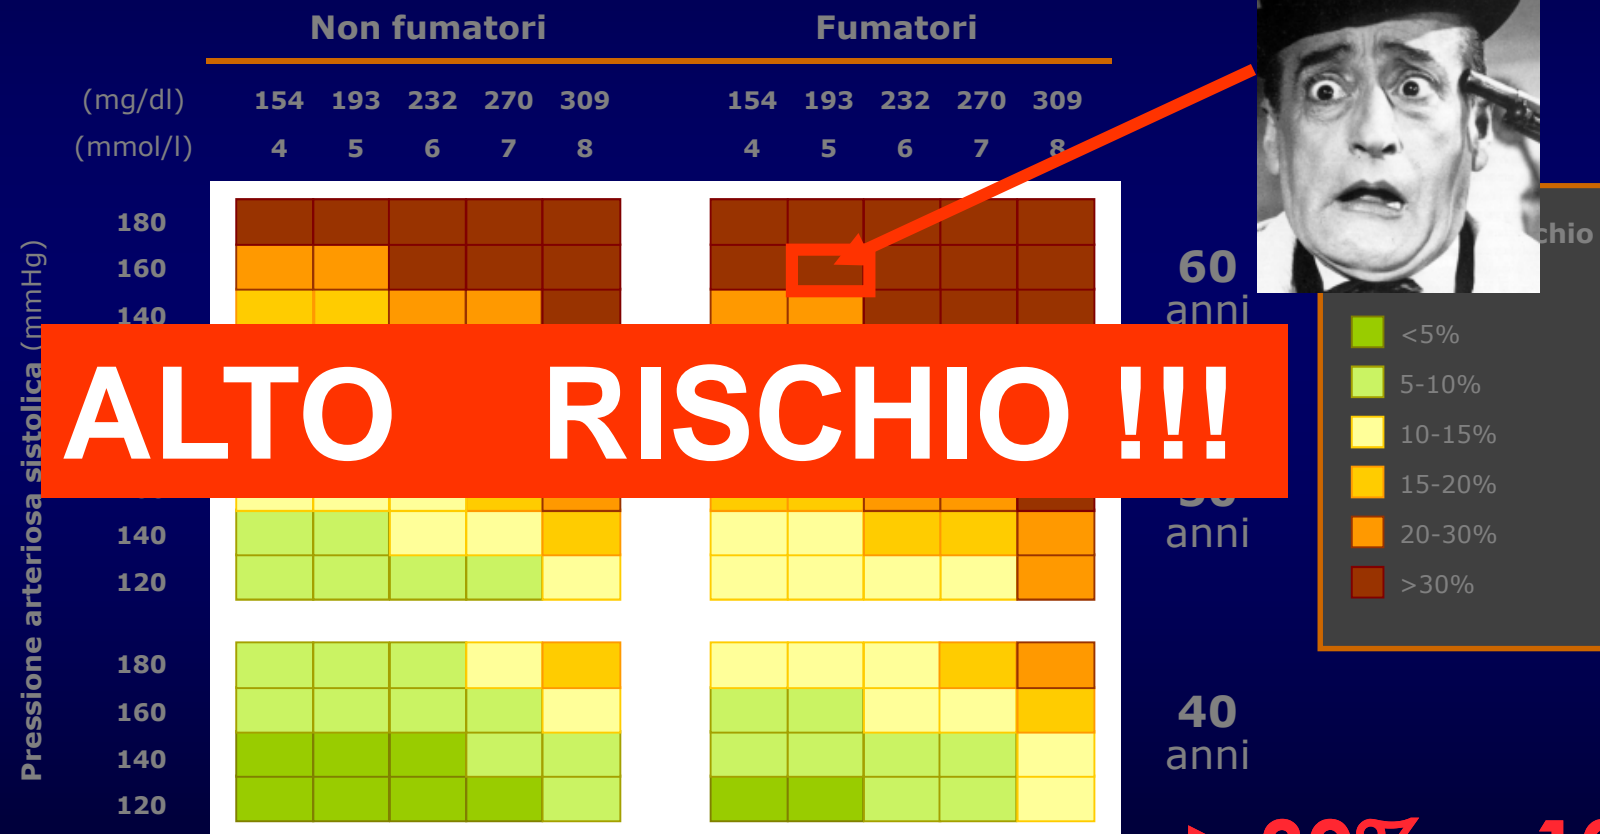 Non fumatori Fumatori
(mg/dl) 154 193 232 270 309 154 193 232 270 309
(mmol/l) 4 5 6 7 8 4 5 6 7 8
Pressione arteriosa sistolica (mmHg)
180
160
140
60
anni
ALTO RISCHIO !!!
<5%
5-10%
10-15%
15-20%
20-30%
>30%
140
120
anni
180
160
140
120
40
anni